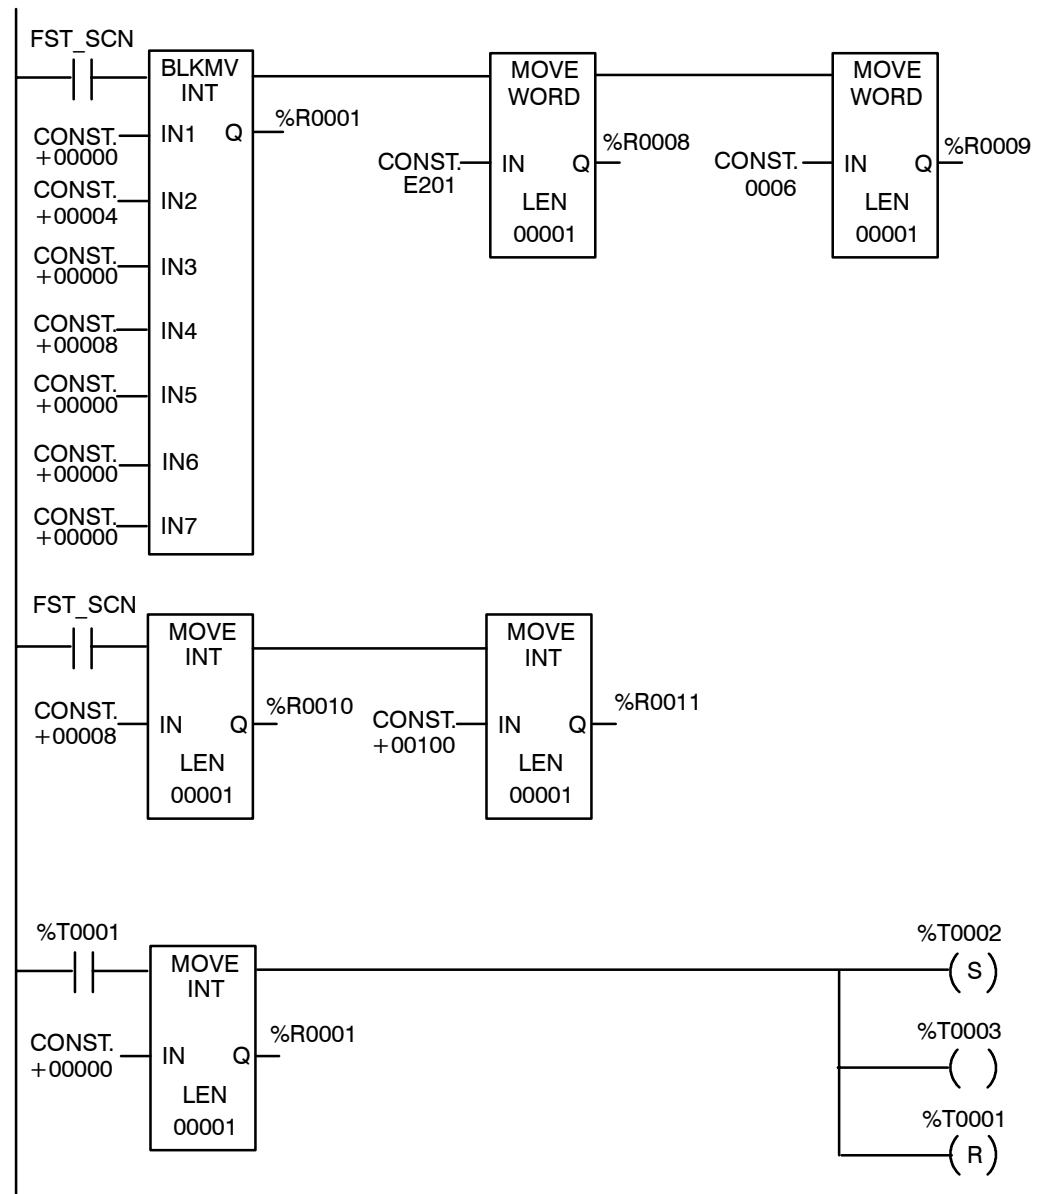 FST_SCN
BLKMV
INT
CONST.
+00000
IN1 Q
%R0001
CONST.
+00004
IN2
CONST.
+00000
IN3
CONST.
+00008
IN4
CONST.
+00000
IN5
CONST.
+00000
IN6
CONST.
+00000
IN7
MOVE
WORD
CONST.
E201
IN Q
%R0008
LEN
00001
MOVE
WORD
CONST.
0006
IN Q
%R0009
LEN
00001
FST_SCN
MOVE
INT
CONST.
+00008
IN Q
%R0010
LEN
00001
MOVE
INT
CONST.
+00100
IN Q
%R0011
LEN
00001
%T0001
MOVE
INT
CONST.
+00000
IN Q
%R0001
LEN
00001
%T0002
S
%T0003
%T0001
R